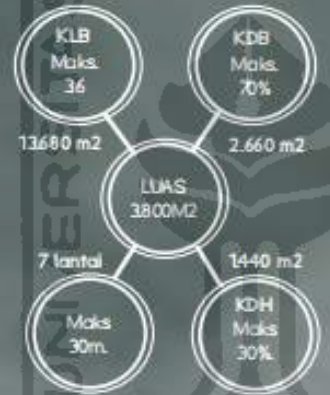 KLB
Maks.
3.6
KDB
Maks.
70%
13.680 m2
2.660 m2
LUAS
3.800M2
7 lantai
1.440 m2
Maks
30m.
KDH
Maks
30%